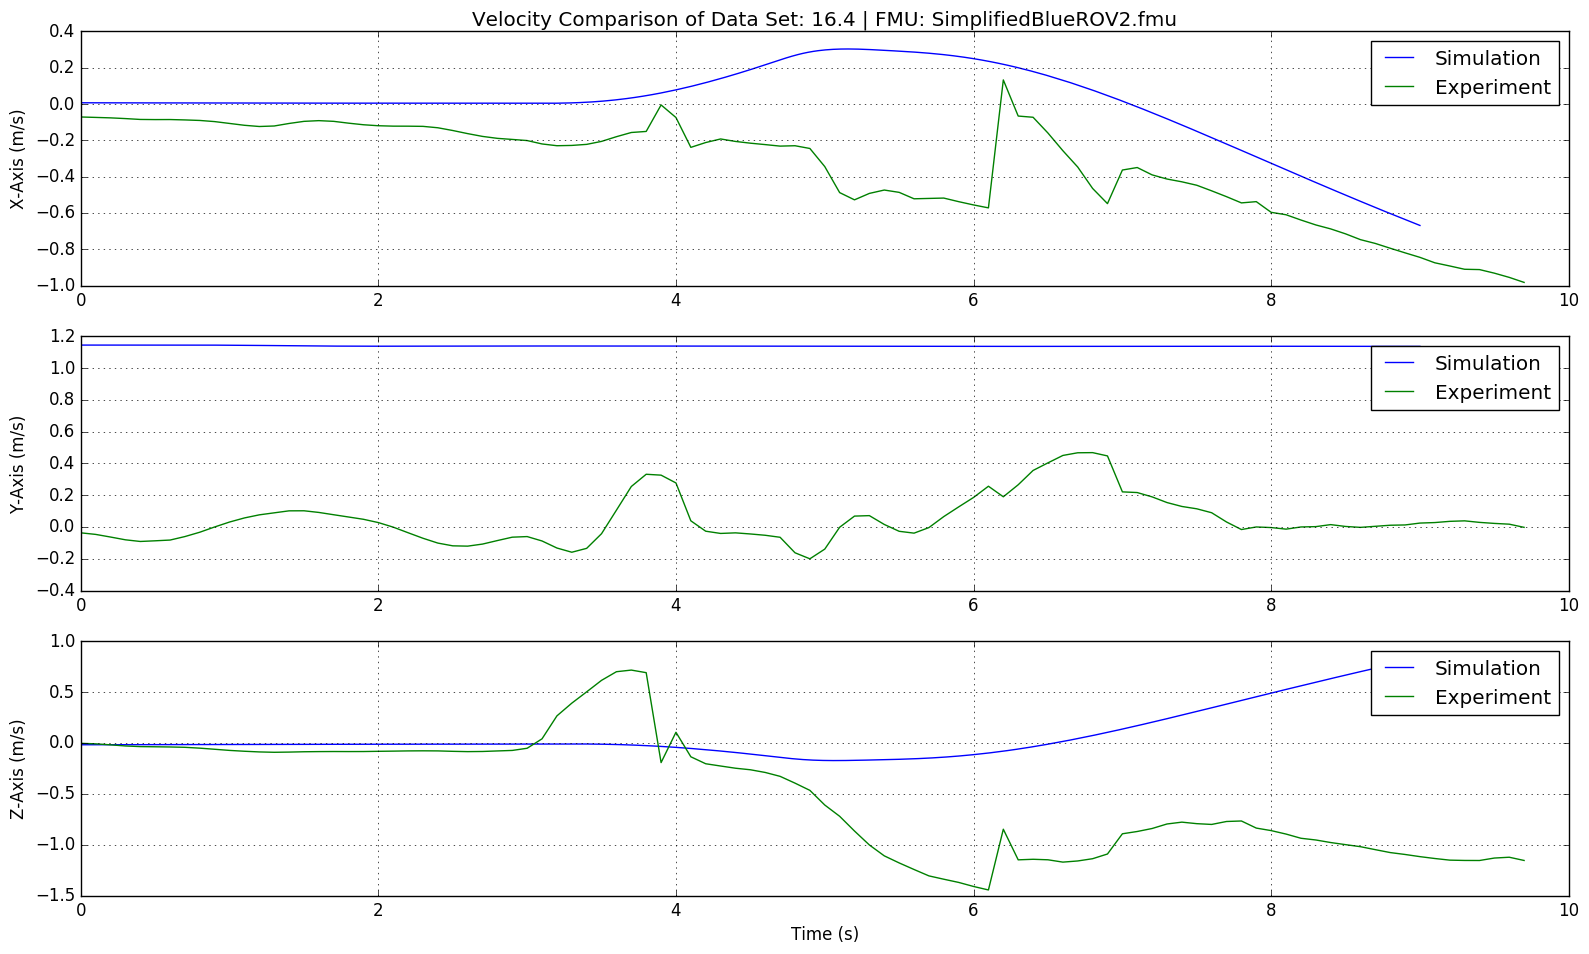 Velocity Comparison of Data Set: 16.4 | FMU: SimplifiedBlueROV2.fmu
X-Axis (m/s)
0.4
0.2
0.0
−0.2
−0.4
−0.6
−0.8
−1.0
0 2 4 6 8 10
Simulation
Experiment
Y-Axis (m/s)
1.2
1.0
0.8
0.6
0.4
0.2
0.0
−0.2
−0.4
0 2 4 6 8 10
Simulation
Experiment
Z-Axis (m/s)
1.0
0.5
0.0
−0.5
−1.0
−1.5
0 2 4 6 8 10
Simulation
Experiment
Time (s)